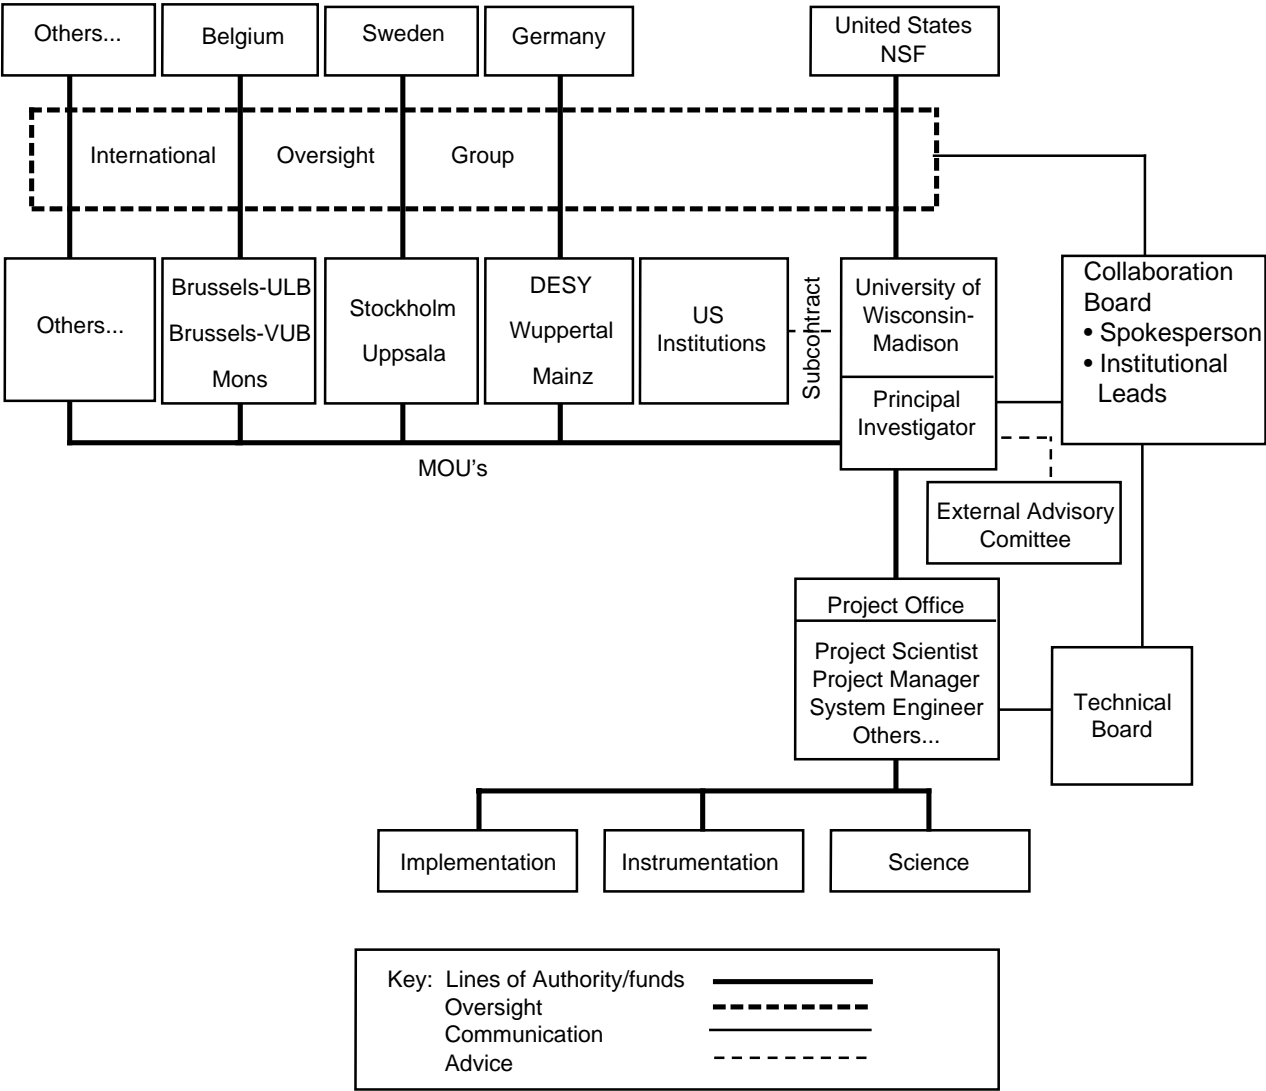 Others...
Belgium
Sweden
Germany
United States
NSF
International Oversight Group
Others...
Brussels-ULB
Brussels-VUB
Mons
Stockholm
Uppsala
DESY
Wuppertal
Mainz
US
Institutions
Subcontract
University of
Wisconsin-
Madison
Principal
Investigator
Collaboration
Board
• Spokesperson
• Institutional
Leads
MOU's
External Advisory
Comittee
Project Office
Project Scientist
Project Manager
System Engineer
Others...
Technical
Board
Implementation
Instrumentation
Science
Key: Lines of Authority/funds
Oversight
Communication
Advice